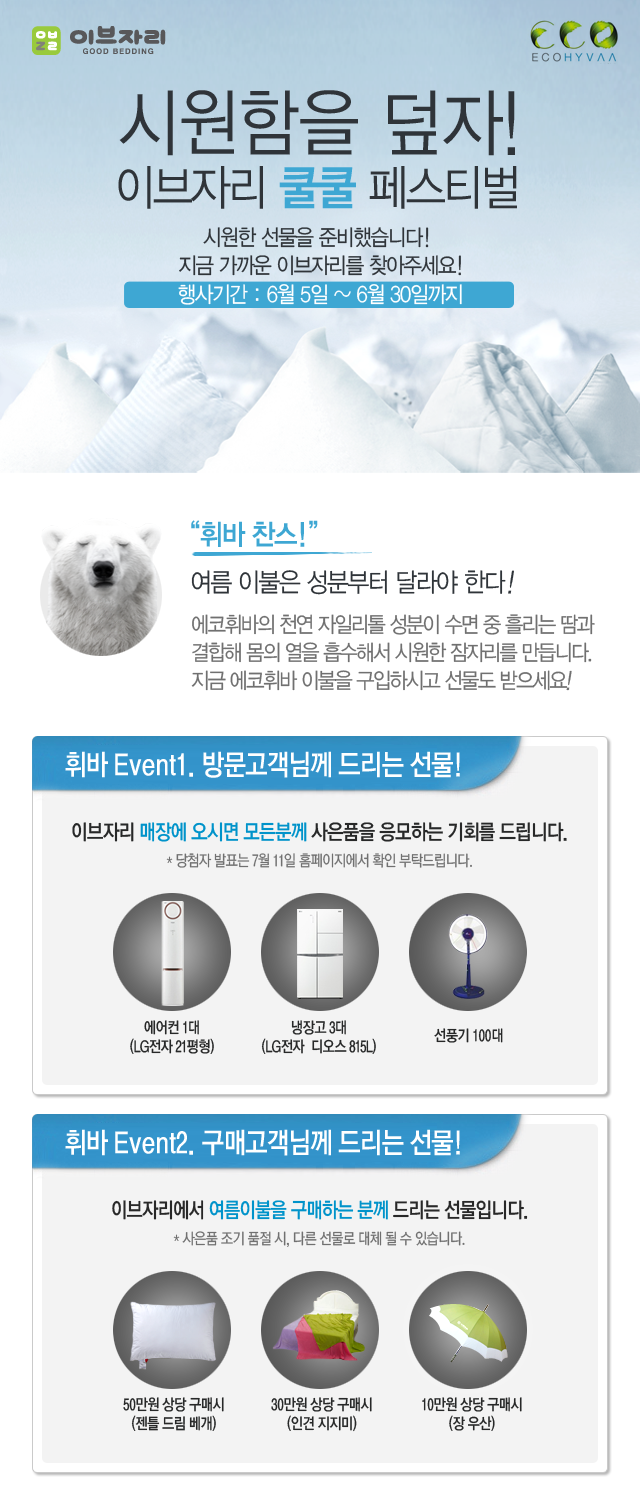 이브자리
GOOD BEDDING
ECO
ECOHYVAA
시원함을 덮자!
이브자리 쿨쿨 페스티벌
시원한 선물을 준비했습니다!
지금 가까운 이브자리를 찾아주세요!
행사기간 : 6월 5일 ~ 6월 30일까지
“휘바 찬스!”
여름 이불은 성분부터 달라야 한다!
에코휘바의 천연 자일리톨 성분이 수면 중 흘리는 땀과
결합해 몸의 열을 흡수해서 시원한 잠자리를 만듭니다.
지금 에코휘바 이불을 구입하시고 선물도 받으세요!
휘바 Event1. 방문고객님께 드리는 선물!
이브자리 매장에 오시면 모든분께 사은품을 응모하는 기회를 드립니다.
* 당첨자 발표는 7월 11일 홈페이지에서 확인 부탁드립니다.
에어컨 1대
(LG전자 21평형)
냉장고 3대
(LG전자 디오스 815L)
선풍기 100대
휘바 Event2. 구매고객님께 드리는 선물!
이브자리에서 여름이불을 구매하는 분께 드리는 선물입니다.
* 사은품 조기 품절 시, 다른 선물로 대체 될 수 있습니다.
50만원 상당 구매시
(젠틀 드림 베개)
30만원 상당 구매시
(인견 지지미)
10만원 상당 구매시
(장 우산)